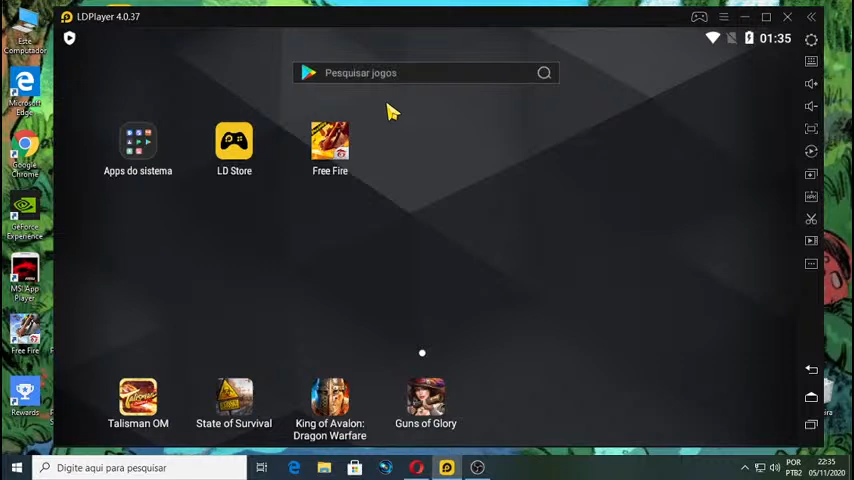 LDPlayer 4.0.37
Este
Computador
01:35
Pesquisar jogos
Microsoft
Edge
Apps do sistema
LD Store
Free Fire
Google
Chrome
GeForce
Experience
MSI App
Player
Free Fire
Rewards
Talisman OM
State of Survival
King of Avalon:
Dragon Warfare
Guns of Glory
Digite aqui para pesquisar
POR
PTB2
22:35
05/11/2020